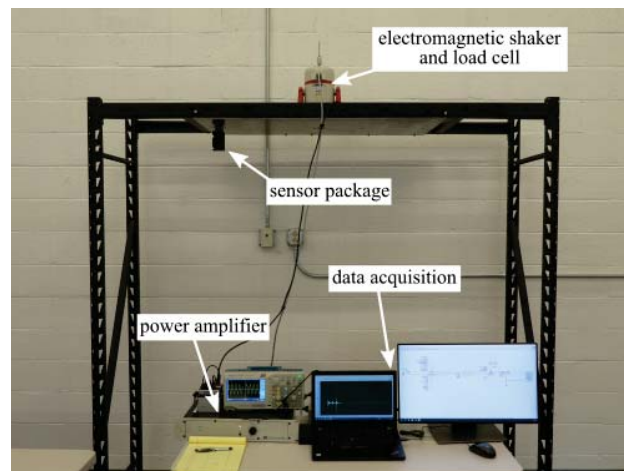 electromagnetic shaker
and load cell
sensor package
data acquisition
power amplifier